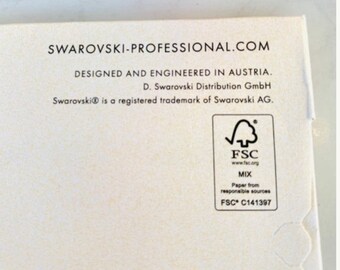 SWAROVSKI-PROFESSIONAL.COM
DESIGNED AND ENGINEERED IN AUSTRIA.
D. Swarovski Distribution GmbH
Swarovski® is a registered trademark of Swarovski AG.
FSC
www.fsc.org
MIX
Paper from
responsible sources
FSC® C141397